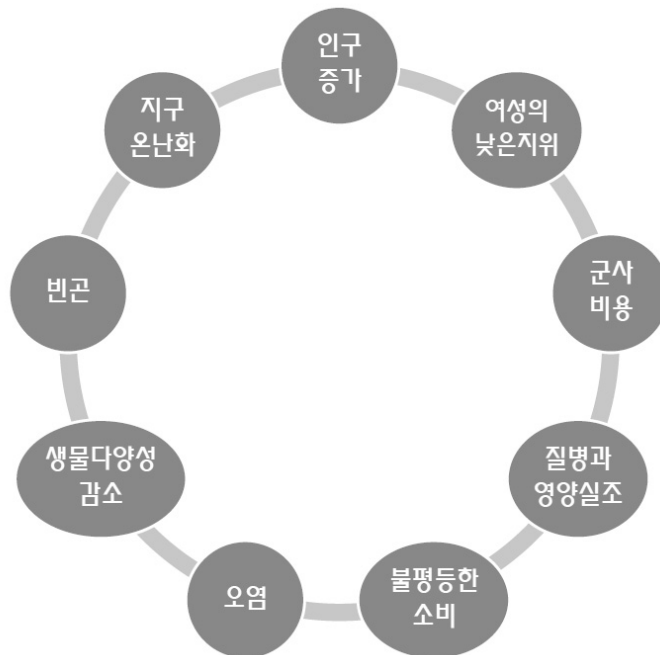 인구
증가
여성의
낮은지위
군사
비용
질병과
영양실조
불평등한
소비
오염
생물다양성
감소
빈곤
지구
온난화